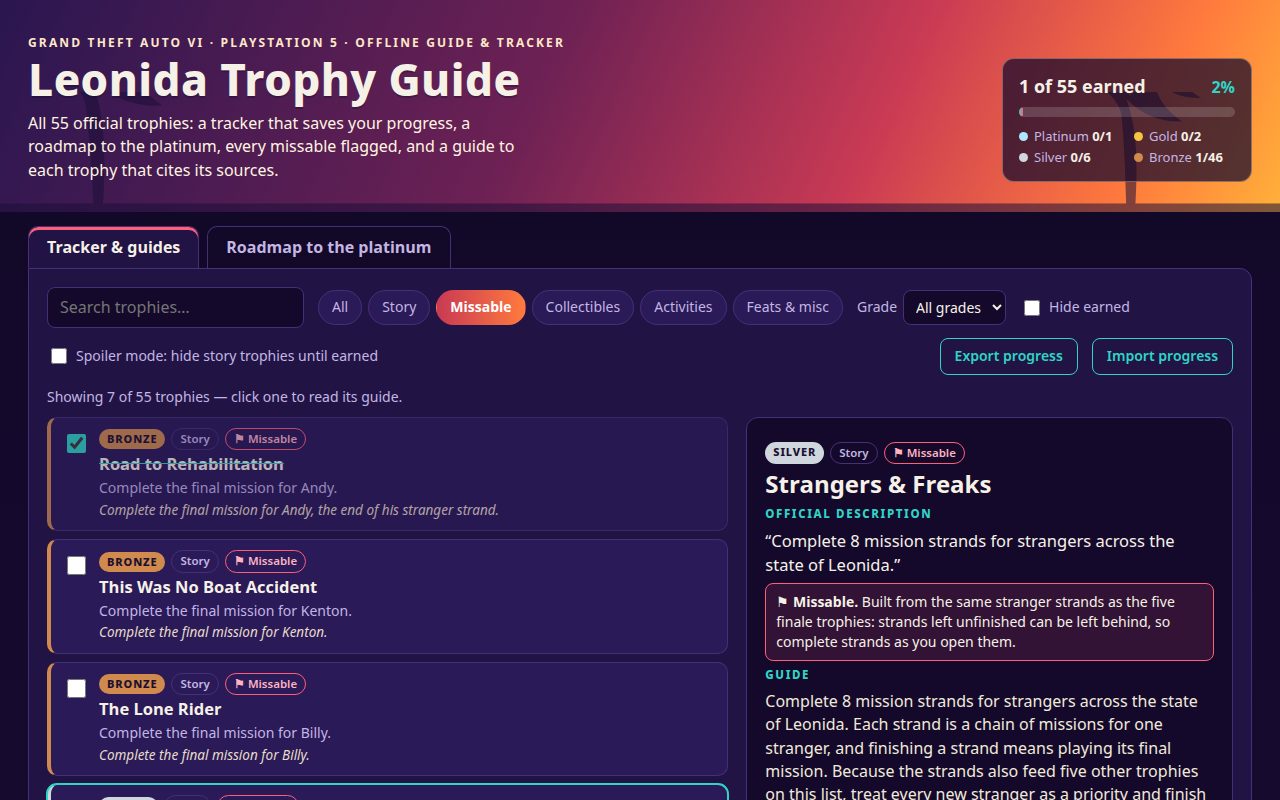 GRAND THEFT AUTO VI · PLAYSTATION 5 · OFFLINE GUIDE & TRACKER
Leonida Trophy Guide
All 55 official trophies: a tracker that saves your progress, a
roadmap to the platinum, every missable flagged, and a guide to
each trophy that cites its sources.
1 of 55 earned 2%
Platinum 0/1 Gold 0/2
Silver 0/6 Bronze 1/46
Tracker & guides Roadmap to the platinum
Search trophies... All Story Missable Collectibles Activities Feats & misc Grade All grades Hide earned
Spoiler mode: hide story trophies until earned Export progress Import progress
Showing 7 of 55 trophies — click one to read its guide.
BRONZE Story ⚑ Missable
Road to Rehabilitation
Complete the final mission for Andy.
Complete the final mission for Andy, the end of his stranger strand.
BRONZE Story ⚑ Missable
This Was No Boat Accident
Complete the final mission for Kenton.
Complete the final mission for Kenton.
BRONZE Story ⚑ Missable
The Lone Rider
Complete the final mission for Billy.
Complete the final mission for Billy.
SILVER Story ⚑ Missable
Strangers & Freaks
OFFICIAL DESCRIPTION
“Complete 8 mission strands for strangers across the
state of Leonida.”
⚑ Missable. Built from the same stranger strands as the five
finale trophies: strands left unfinished can be left behind, so
complete strands as you open them.
GUIDE
Complete 8 mission strands for strangers across the state
of Leonida. Each strand is a chain of missions for one
stranger, and finishing a strand means playing its final
mission. Because the strands also feed five other trophies
on this list, treat every new stranger as a priority and finish